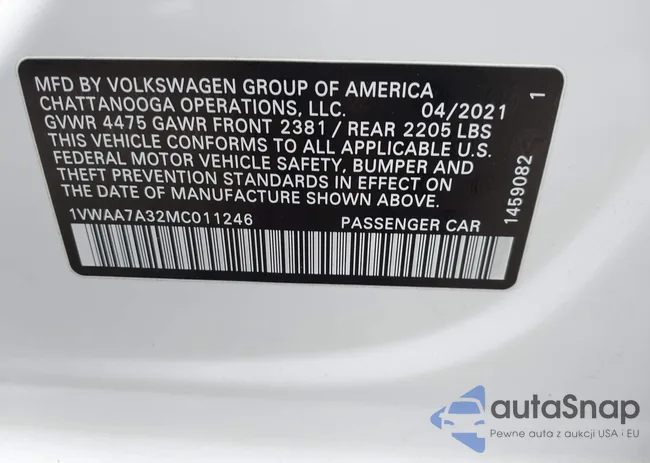 MFD BY VOLKSWAGEN GROUP OF AMERICA
CHATTANOOGA OPERATIONS, LLC. 04/2021
GVWR 4475 GAWR FRONT 2381 / REAR 2205 LBS
THIS VEHICLE CONFORMS TO ALL APPLICABLE U.S.
FEDERAL MOTOR VEHICLE SAFETY, BUMPER AND
THEFT PREVENTION STANDARDS IN EFFECT ON
THE DATE OF MANUFACTURE SHOWN ABOVE.
1VWAA7A32MC011246 PASSENGER CAR
1459082 1
autaSnap
Pewne auta z aukcji USA i EU